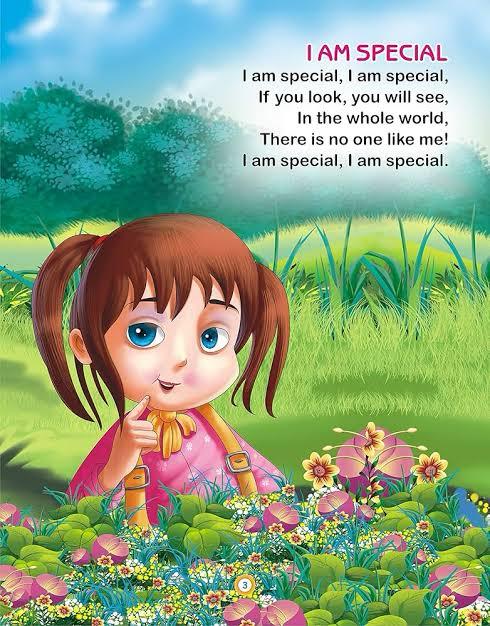 I AM SPECIAL
I am special, I am special,
If you look, you will see,
In the whole world,
There is no one like me!
I am special, I am special.
3